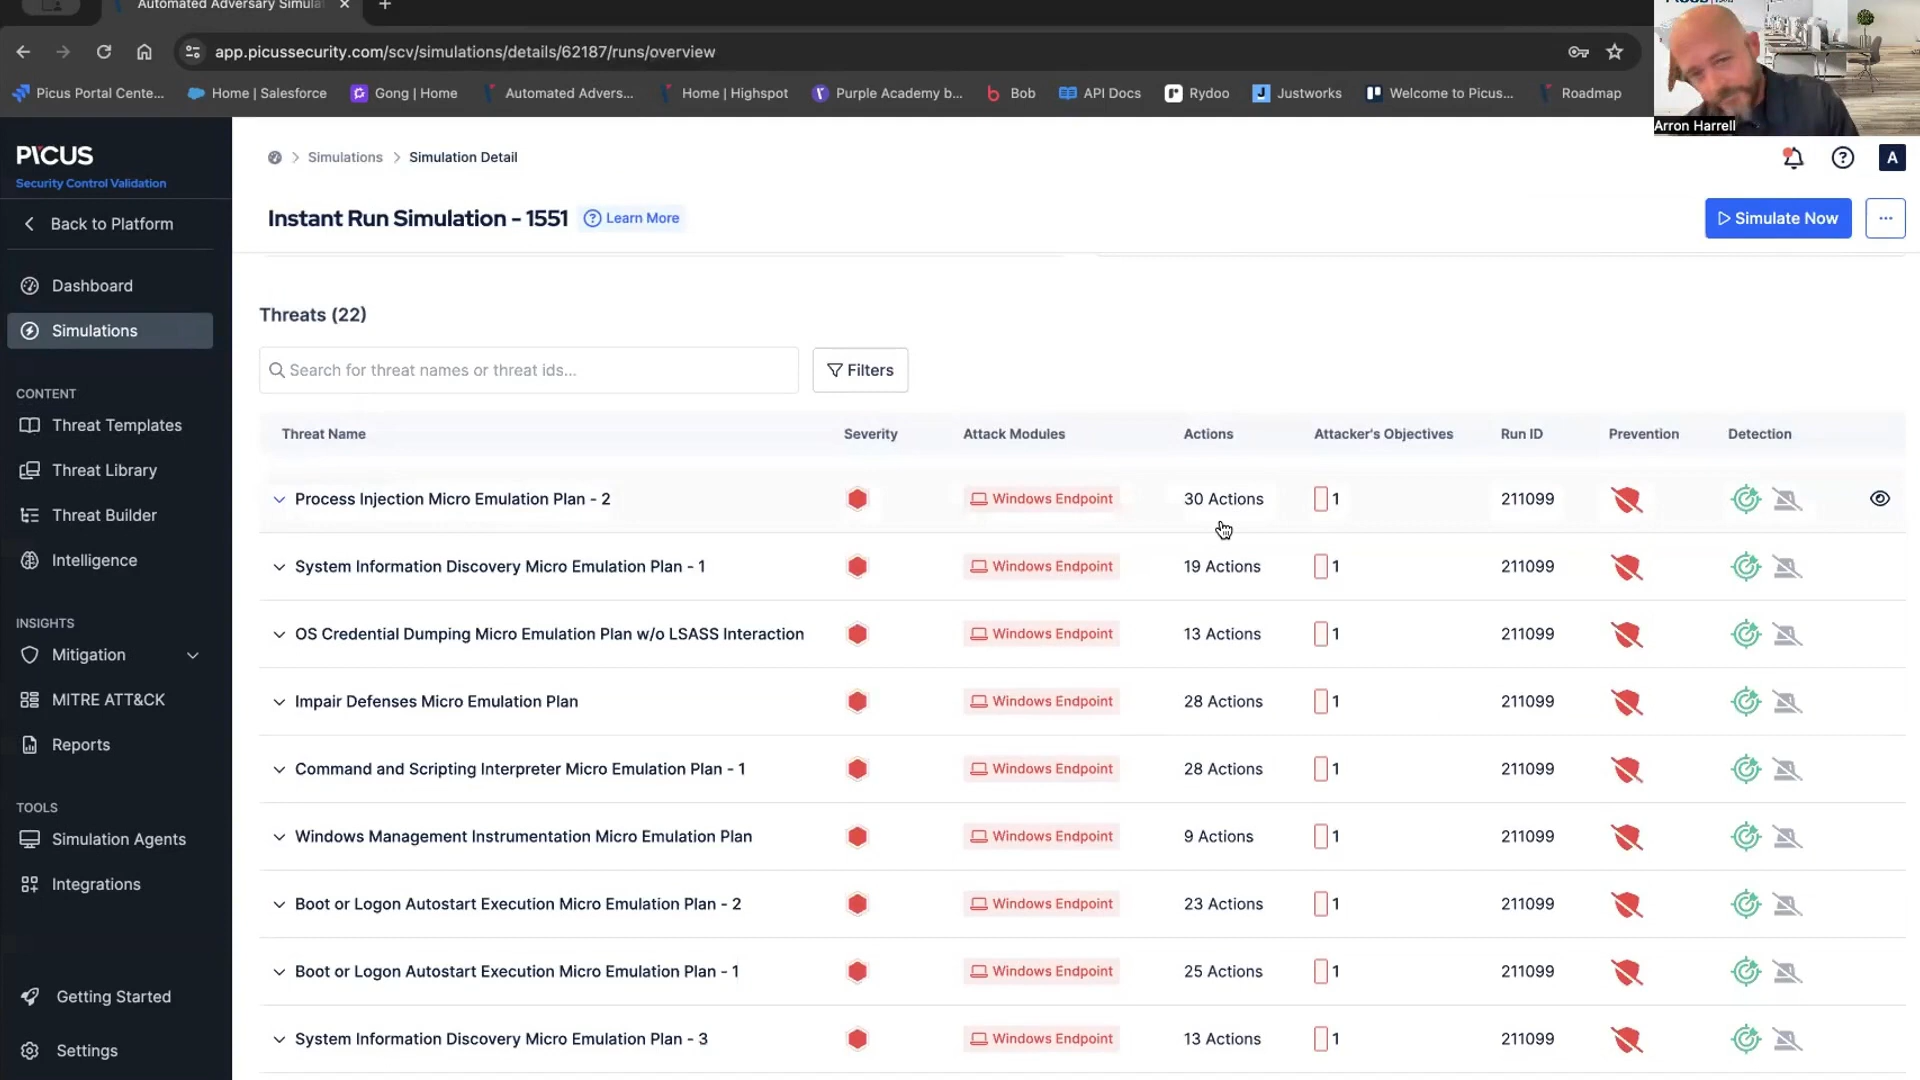 Automated Adversary Simula
app.picussecurity.com/scv/simulations/details/62187/runs/overview
Picus Portal Cente...
Home | Salesforce
Gong | Home
Automated Advers...
Home | Highspot
Purple Academy b...
Bob
API Docs
Rydoo
Justworks
Welcome to Picus...
Roadmap
Arron Harrell
PICUS
Security Control Validation
Back to Platform
Dashboard
Simulations
CONTENT
Threat Templates
Threat Library
Threat Builder
Intelligence
INSIGHTS
Mitigation
MITRE ATT&CK
Reports
TOOLS
Simulation Agents
Integrations
Getting Started
Settings
Simulations > Simulation Detail
A
Instant Run Simulation - 1551 Learn More
Simulate Now
Threats (22)
Search for threat names or threat ids...
Filters
Threat Name Severity Attack Modules Actions Attacker's Objectives Run ID Prevention Detection
Process Injection Micro Emulation Plan - 2 Windows Endpoint 30 Actions 1 211099
System Information Discovery Micro Emulation Plan - 1 Windows Endpoint 19 Actions 1 211099
OS Credential Dumping Micro Emulation Plan w/o LSASS Interaction Windows Endpoint 13 Actions 1 211099
Impair Defenses Micro Emulation Plan Windows Endpoint 28 Actions 1 211099
Command and Scripting Interpreter Micro Emulation Plan - 1 Windows Endpoint 28 Actions 1 211099
Windows Management Instrumentation Micro Emulation Plan Windows Endpoint 9 Actions 1 211099
Boot or Logon Autostart Execution Micro Emulation Plan - 2 Windows Endpoint 23 Actions 1 211099
Boot or Logon Autostart Execution Micro Emulation Plan - 1 Windows Endpoint 25 Actions 1 211099
System Information Discovery Micro Emulation Plan - 3 Windows Endpoint 13 Actions 1 211099